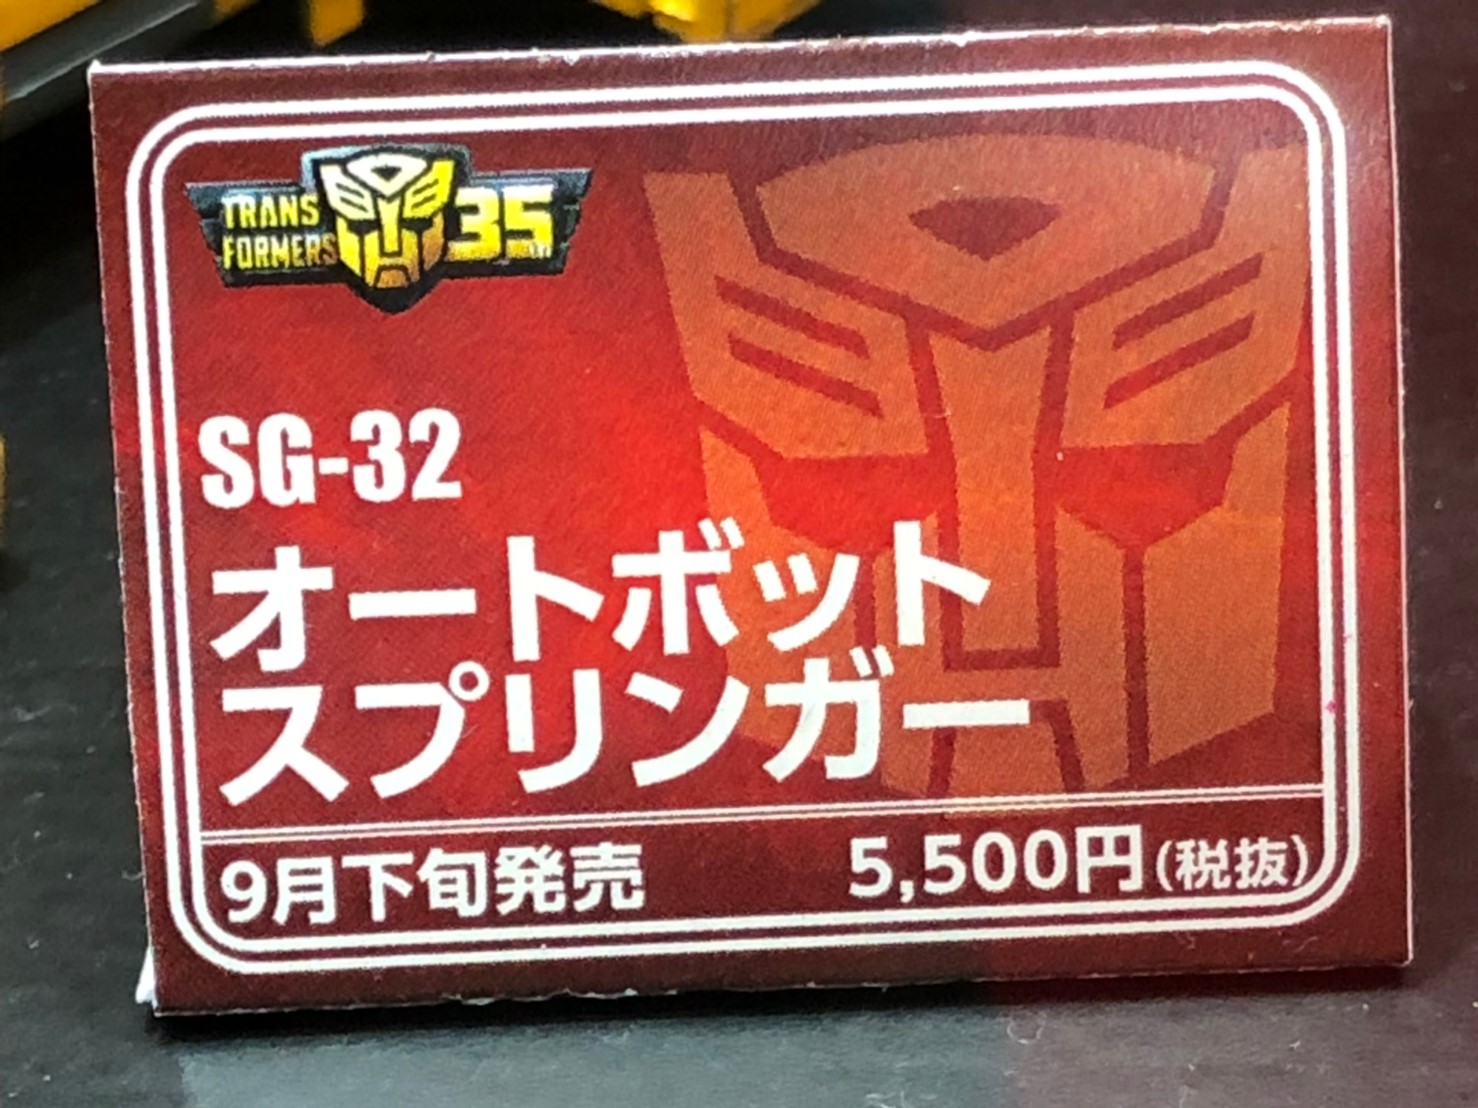 TRANS
FORMERS
35
SG-32
オートボット
スプリンガー
9月下旬発売 5,500円(税抜)